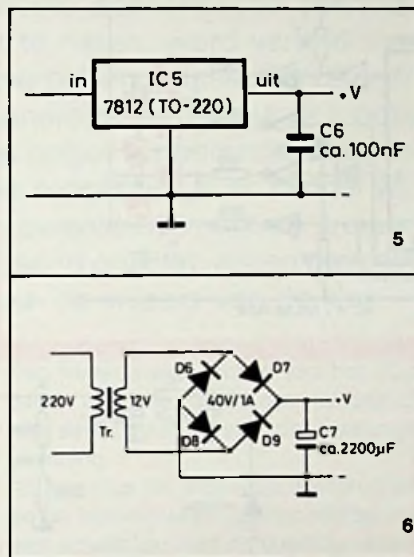 in
IC5
uit
7812 (TO-220)
+V
C6
ca. 100nF
-
5
D6
D7
220V
12V
40V/1A
+V
Tr.
D8
D9
C7
ca.2200µF
-
6